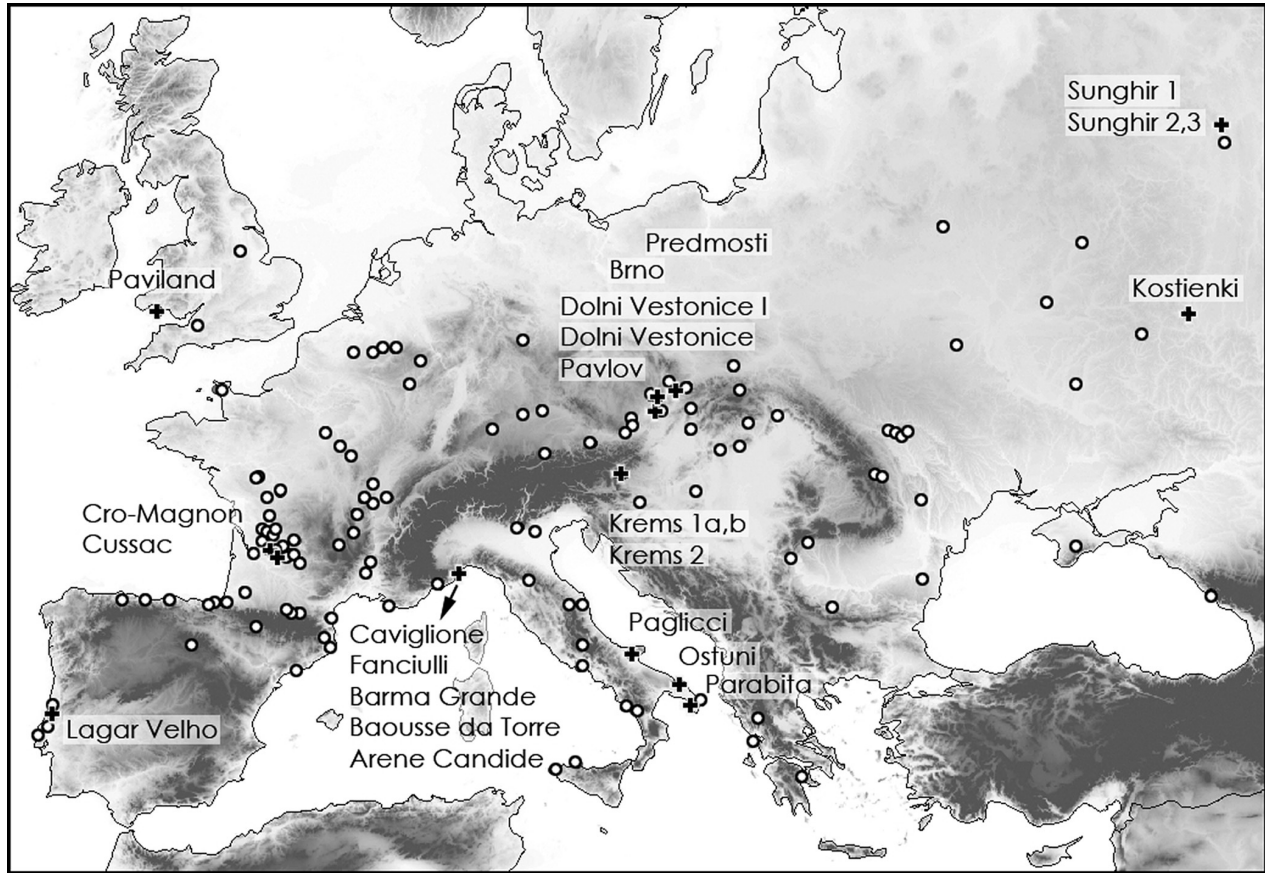 Sunghir 1
Sunghir 2,3
Predmosti
Brno
Paviland
Kostienki
Dolni Vestonice I
Dolni Vestonice
Pavlov
Cro-Magnon
Cussac
Krems 1a,b
Krems 2
Paglicci
Ostuni
Parabita
Caviglione
Fanciulli
Barma Grande
Baousse da Torre
Arene Candide
Lagar Velho